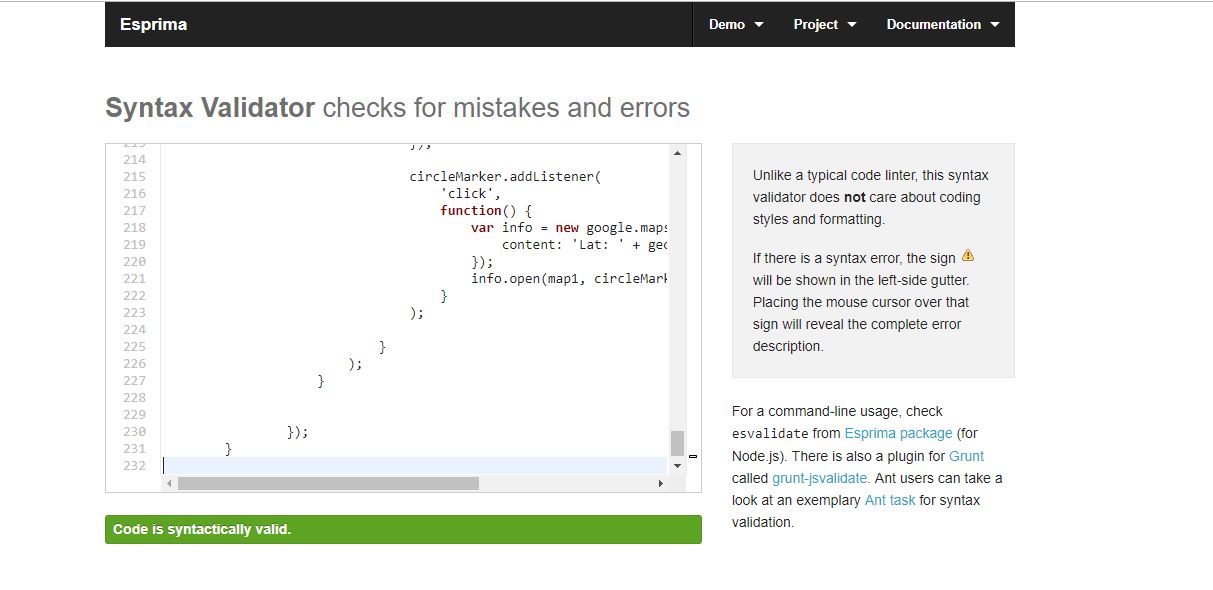 Esprima
Demo
Project
Documentation
Syntax Validator checks for mistakes and errors
214
215 circleMarker.addListener(
216 'click',
217 function() {
218 var info = new google.maps
219 content: 'Lat: ' + geo
220 });
221 info.open(map1, circleMark
222 }
223 );
224
225 }
226 );
227 }
228
229
230 });
231 }
232
Code is syntactically valid.
Unlike a typical code linter, this syntax
validator does not care about coding
styles and formatting.
If there is a syntax error, the sign
will be shown in the left-side gutter.
Placing the mouse cursor over that
sign will reveal the complete error
description.
For a command-line usage, check
esvalidate from Esprima package (for
Node.js). There is also a plugin for Grunt
called grunt-jsvalidate. Ant users can take a
look at an exemplary Ant task for syntax
validation.